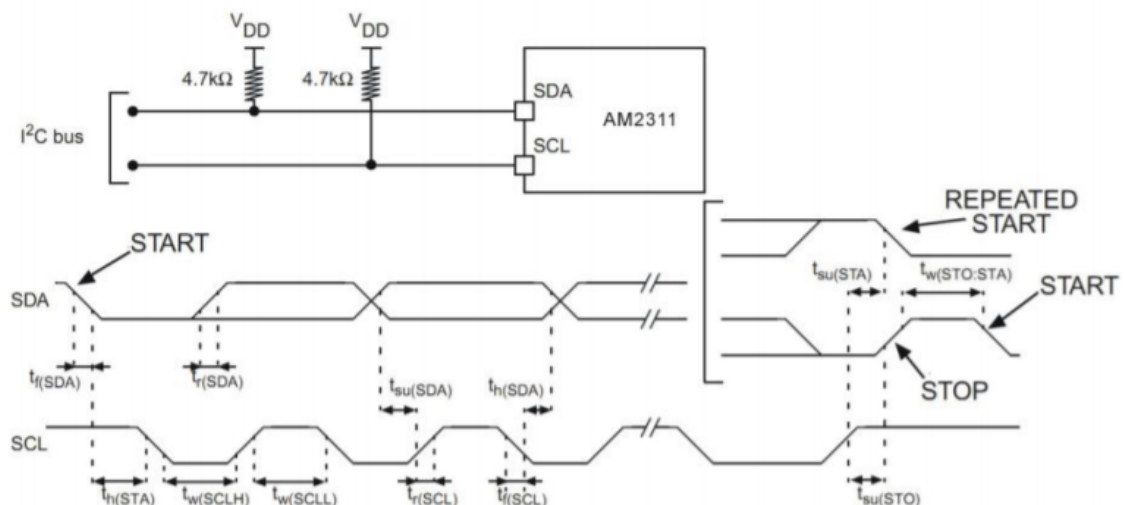 VDD VDD
4.7kΩ 4.7kΩ
SDA
AM2311
I²C bus
SCL
REPEATED
START
START
tsu(STA) tw(STO:STA)
START
SDA
STOP
tf(SDA) tr(SDA) tsu(SDA) th(SDA)
SCL
th(STA) tw(SCLH) tw(SCLL) tr(SCL) tf(SCL) tsu(STO)